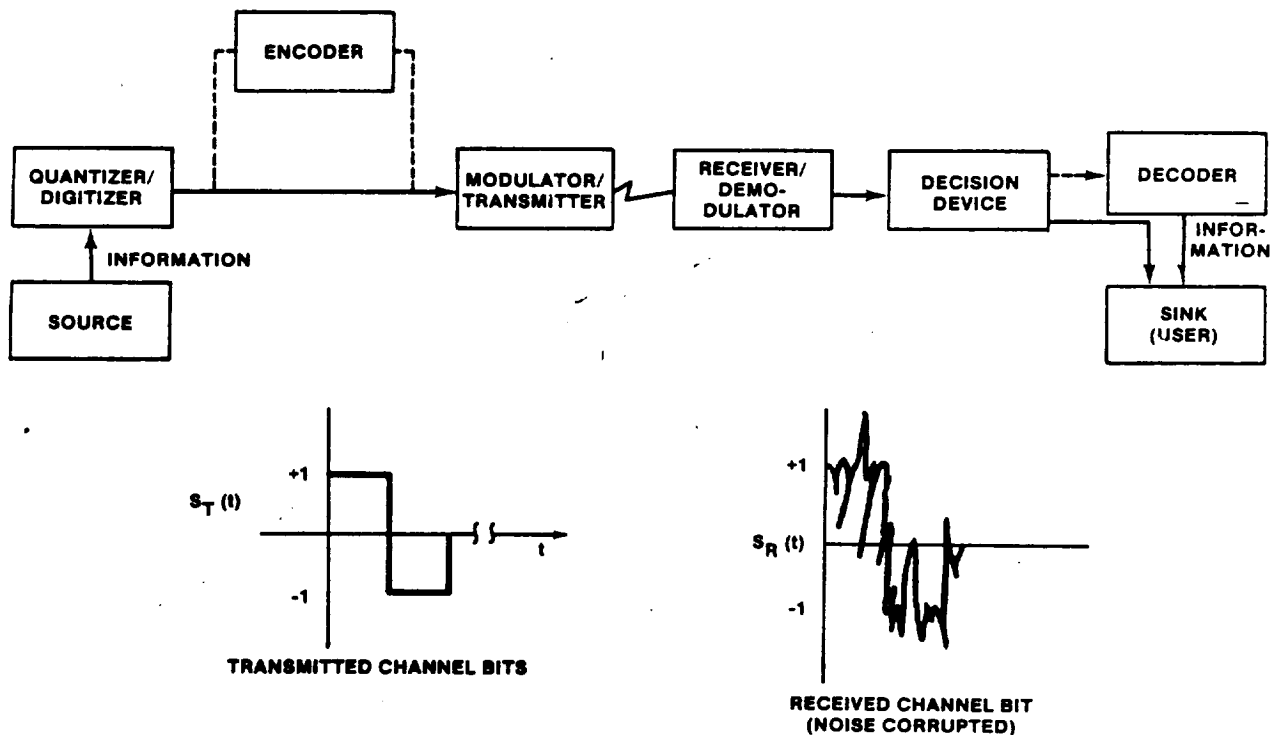 ENCODER
QUANTIZER/
DIGITIZER
MODULATOR/
TRANSMITTER
RECEIVER/
DEMO-
DULATOR
DECISION
DEVICE
DECODER
INFORMATION
INFOR-
MATION
SOURCE
SINK
(USER)
+1
S_T (t)
t
-1
TRANSMITTED CHANNEL BITS
+1
S_R (t)
-1
RECEIVED CHANNEL BIT
(NOISE CORRUPTED)